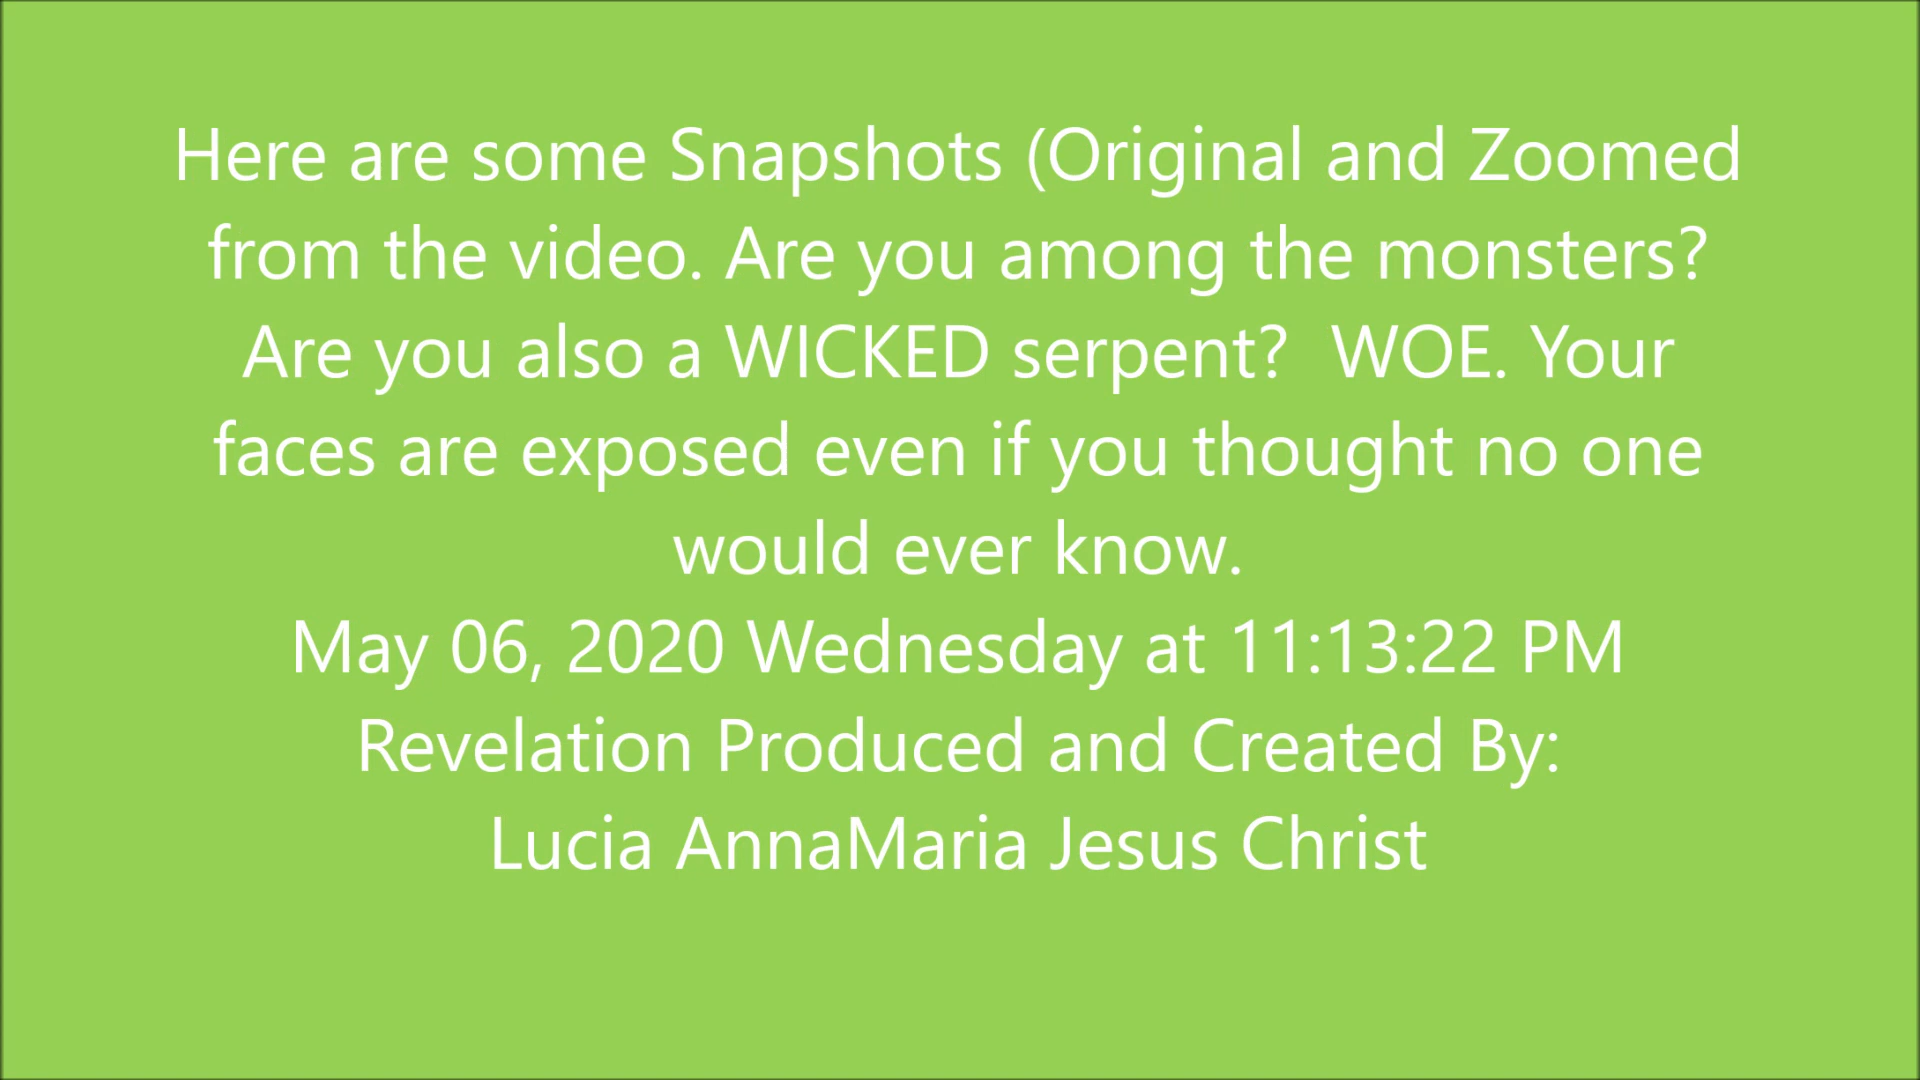 Here are some Snapshots (Original and Zoomed
from the video. Are you among the monsters?
Are you also a WICKED serpent?  WOE. Your
faces are exposed even if you thought no one
would ever know.
May 06, 2020 Wednesday at 11:13:22 PM
Revelation Produced and Created By:
Lucia AnnaMaria Jesus Christ